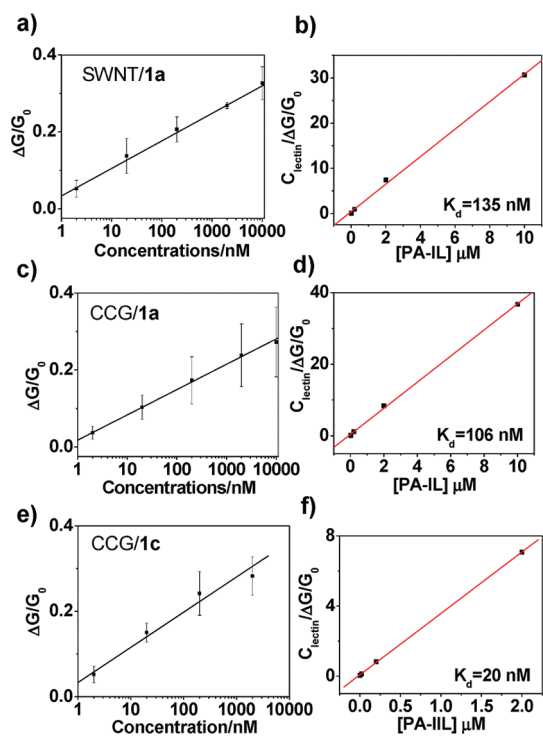 a)
SWNT/1a
ΔG/G0
0.4
0.2
0.0
1 10 100 1000 10000
Concentrations/nM
b)
Clectin/ΔG/G0
30
20
10
0
0 2 4 6 8 10
Kd=135 nM
[PA-IL] μM
c)
CCG/1a
ΔG/G0
0.4
0.2
0.0
1 10 100 1000 10000
Concentrations/nM
d)
Clectin/ΔG/G0
40
20
0
0 2 4 6 8 10
Kd=106 nM
[PA-IL] μM
e)
CCG/1c
ΔG/G0
0.4
0.2
0.0
1 10 100 1000
Concentration/nM
f)
Clectin/ΔG/G0
8
4
0
0.0 0.5 1.0 1.5 2.0
Kd=20 nM
[PA-IIL] μM